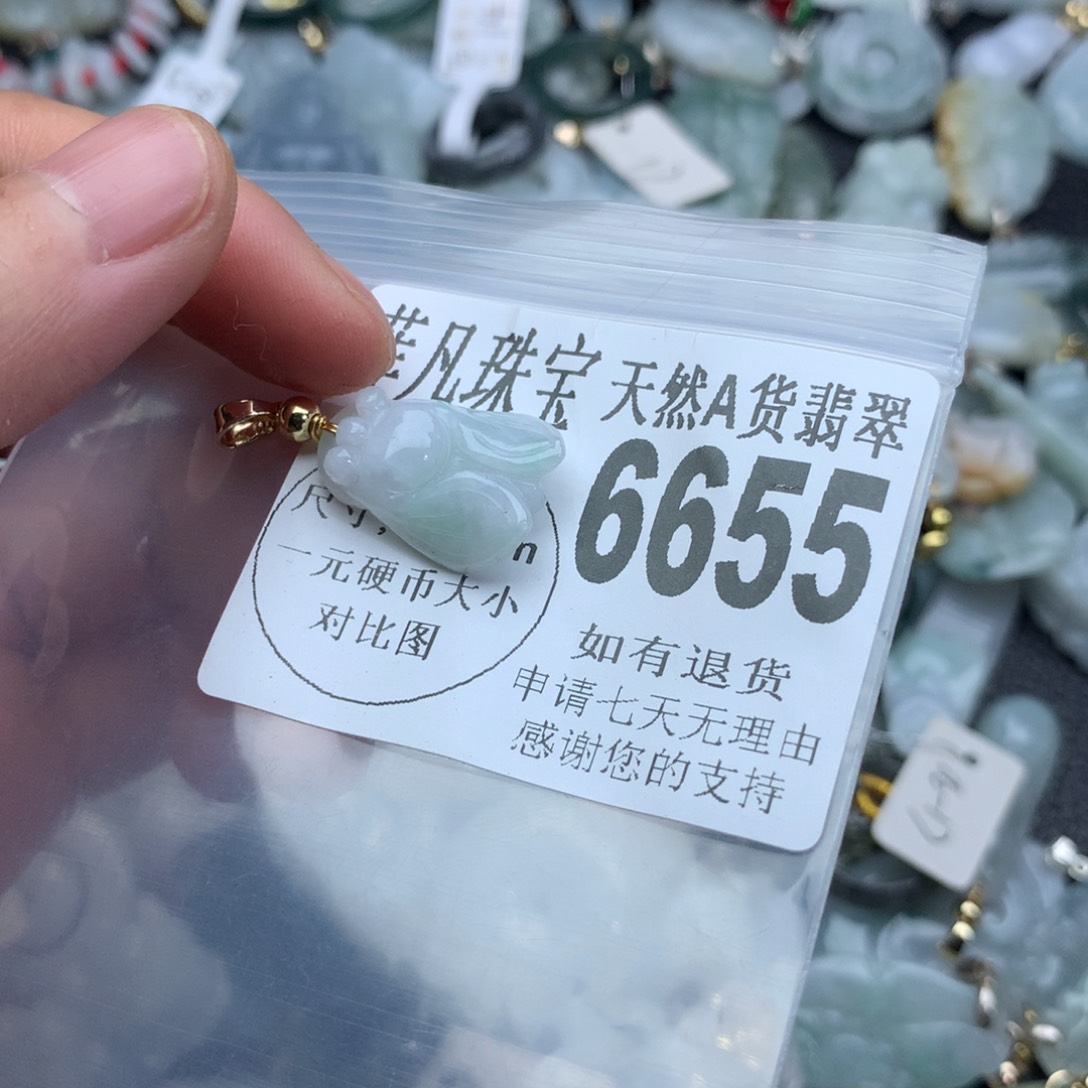 凡珠宝 天然A货翡翠
6655
尺寸,
n
一元硬币大小
对比图
如有退货
申请七天无理由
感谢您的支持